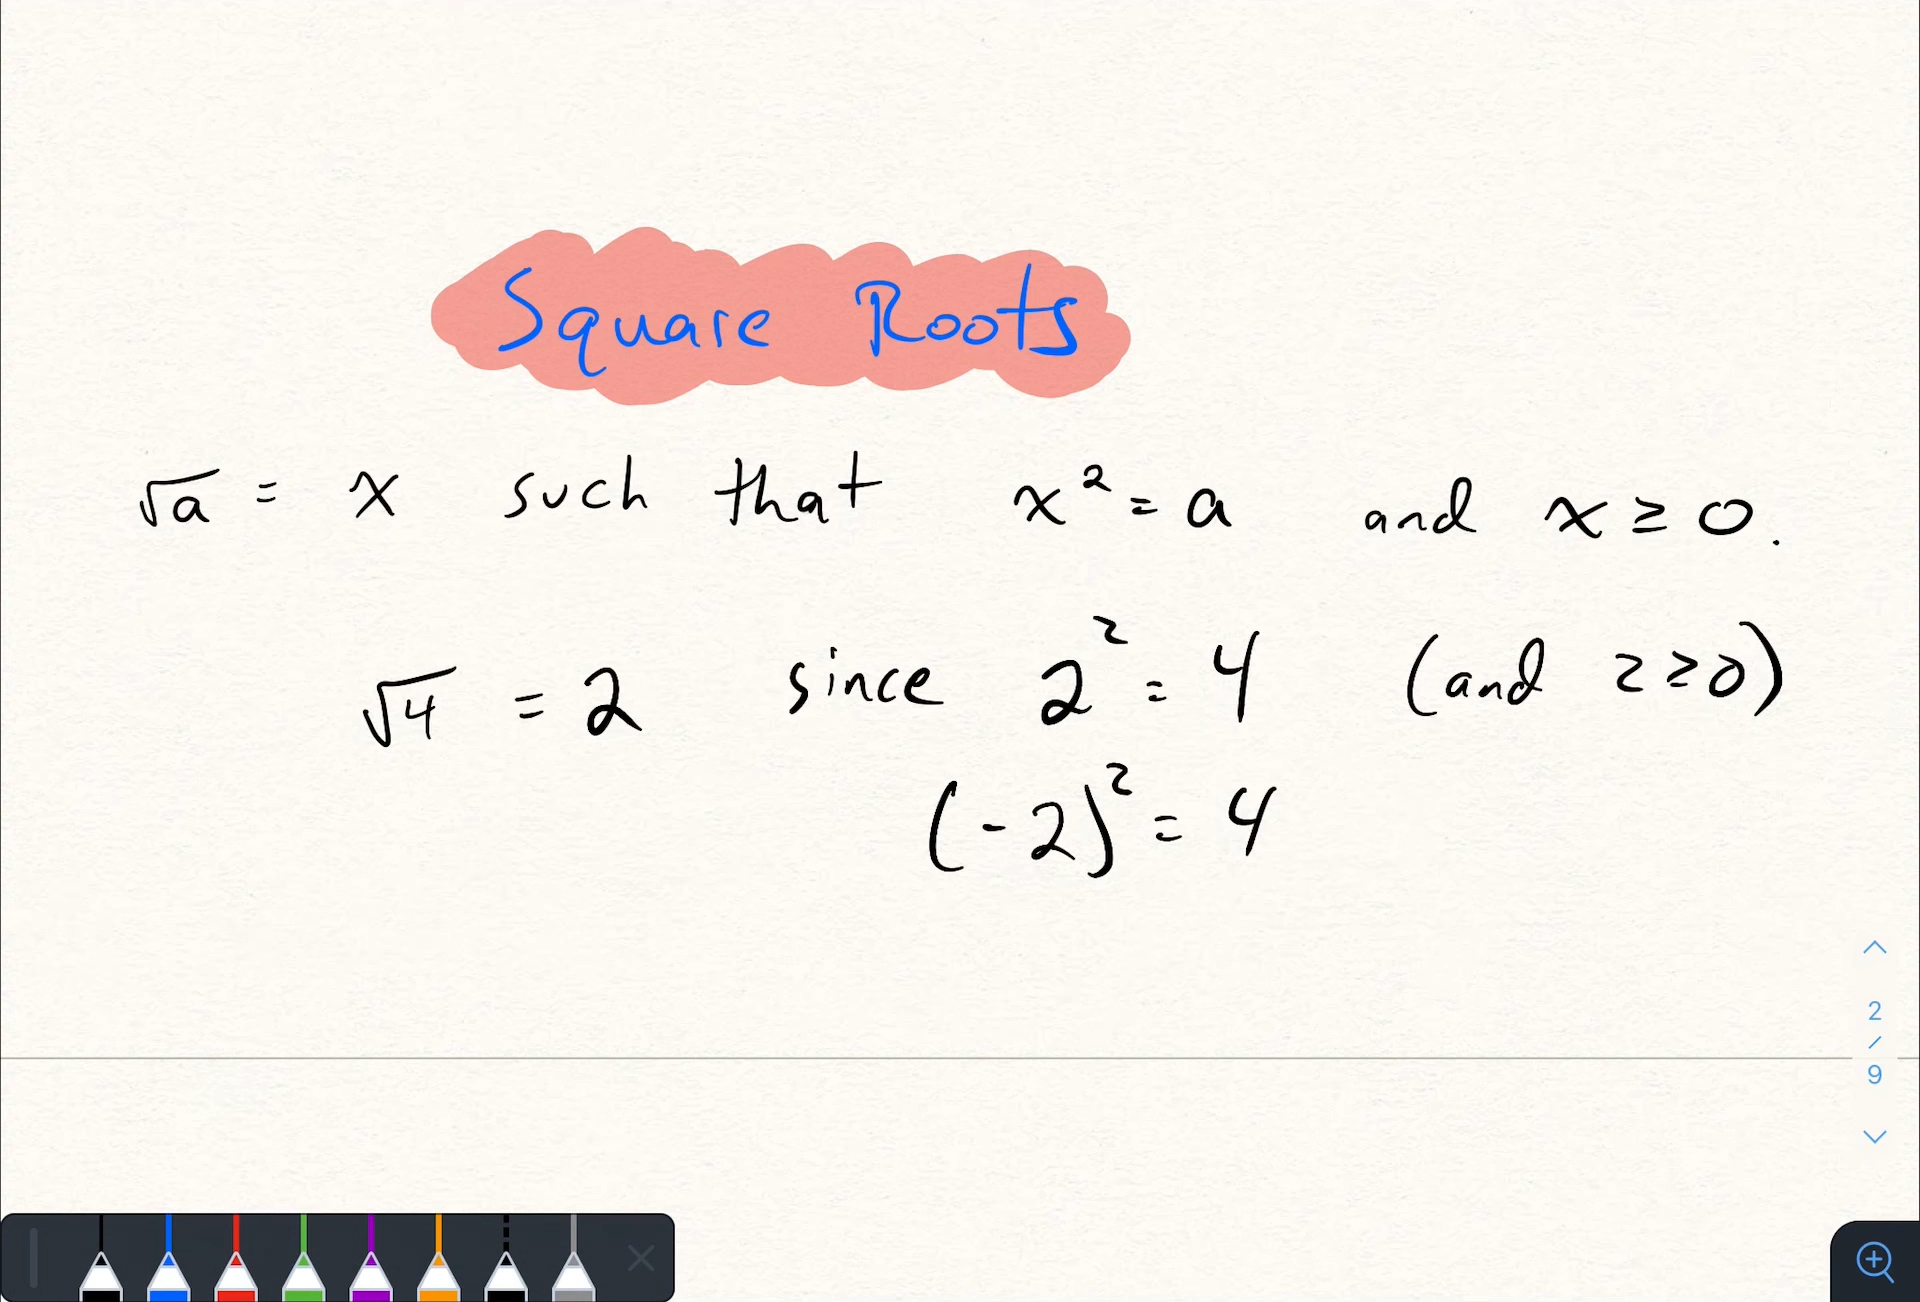 Square Roots
√a = x such that x² = a and x ≥ 0.
√4 = 2 since 2² = 4 (and 2 ≥ 0)
(-2)² = 4
2
/
9